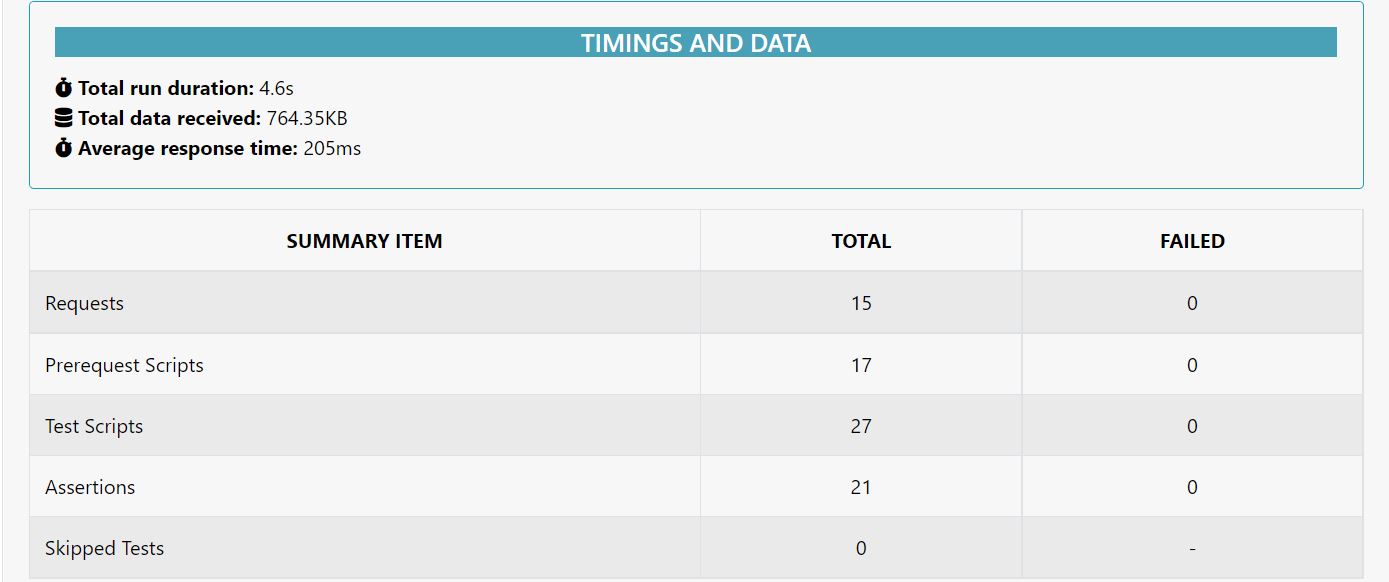 TIMINGS AND DATA
Total run duration: 4.6s
Total data received: 764.35KB
Average response time: 205ms
SUMMARY ITEM TOTAL FAILED
Requests 15 0
Prerequest Scripts 17 0
Test Scripts 27 0
Assertions 21 0
Skipped Tests 0 -